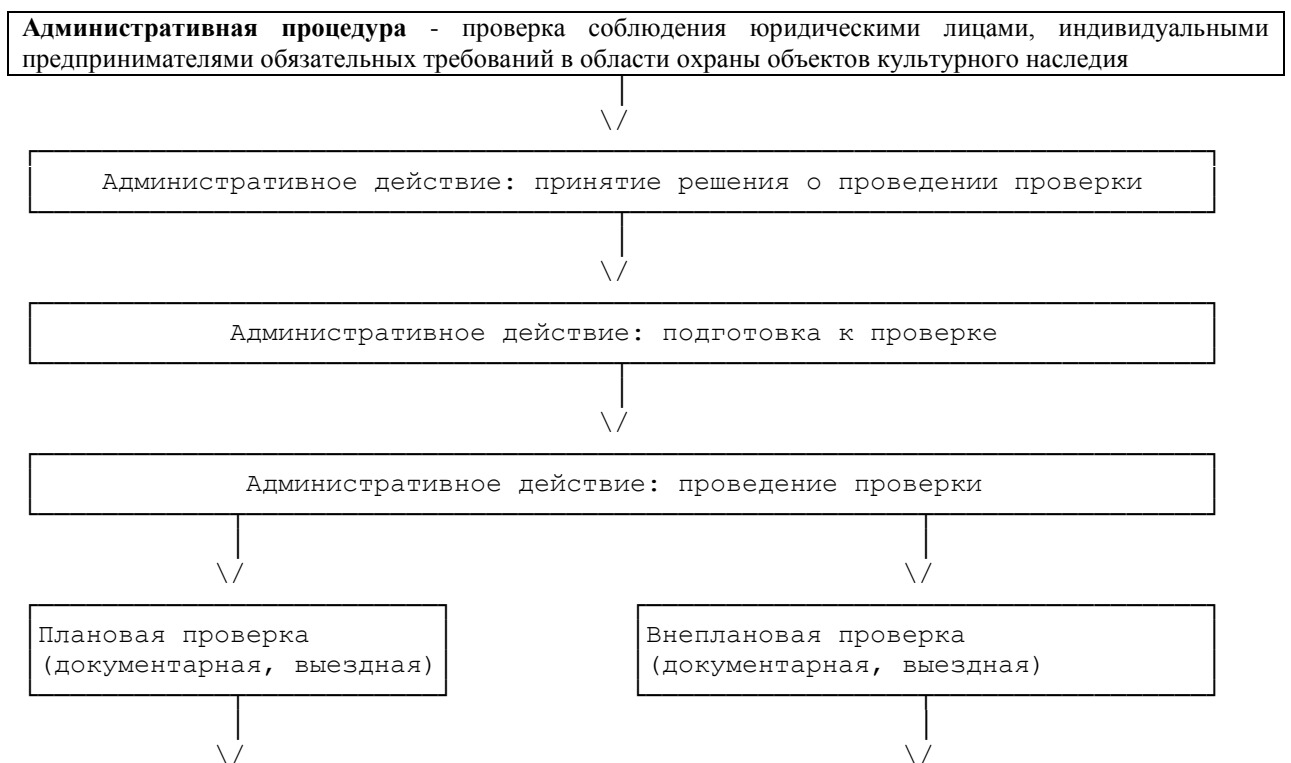 Административная процедура - проверка соблюдения юридическими лицами, индивидуальными
предпринимателями обязательных требований в области охраны объектов культурного наследия
Административное действие: принятие решения о проведении проверки
Административное действие: подготовка к проверке
Административное действие: проведение проверки
Плановая проверка
(документарная, выездная)
Внеплановая проверка
(документарная, выездная)